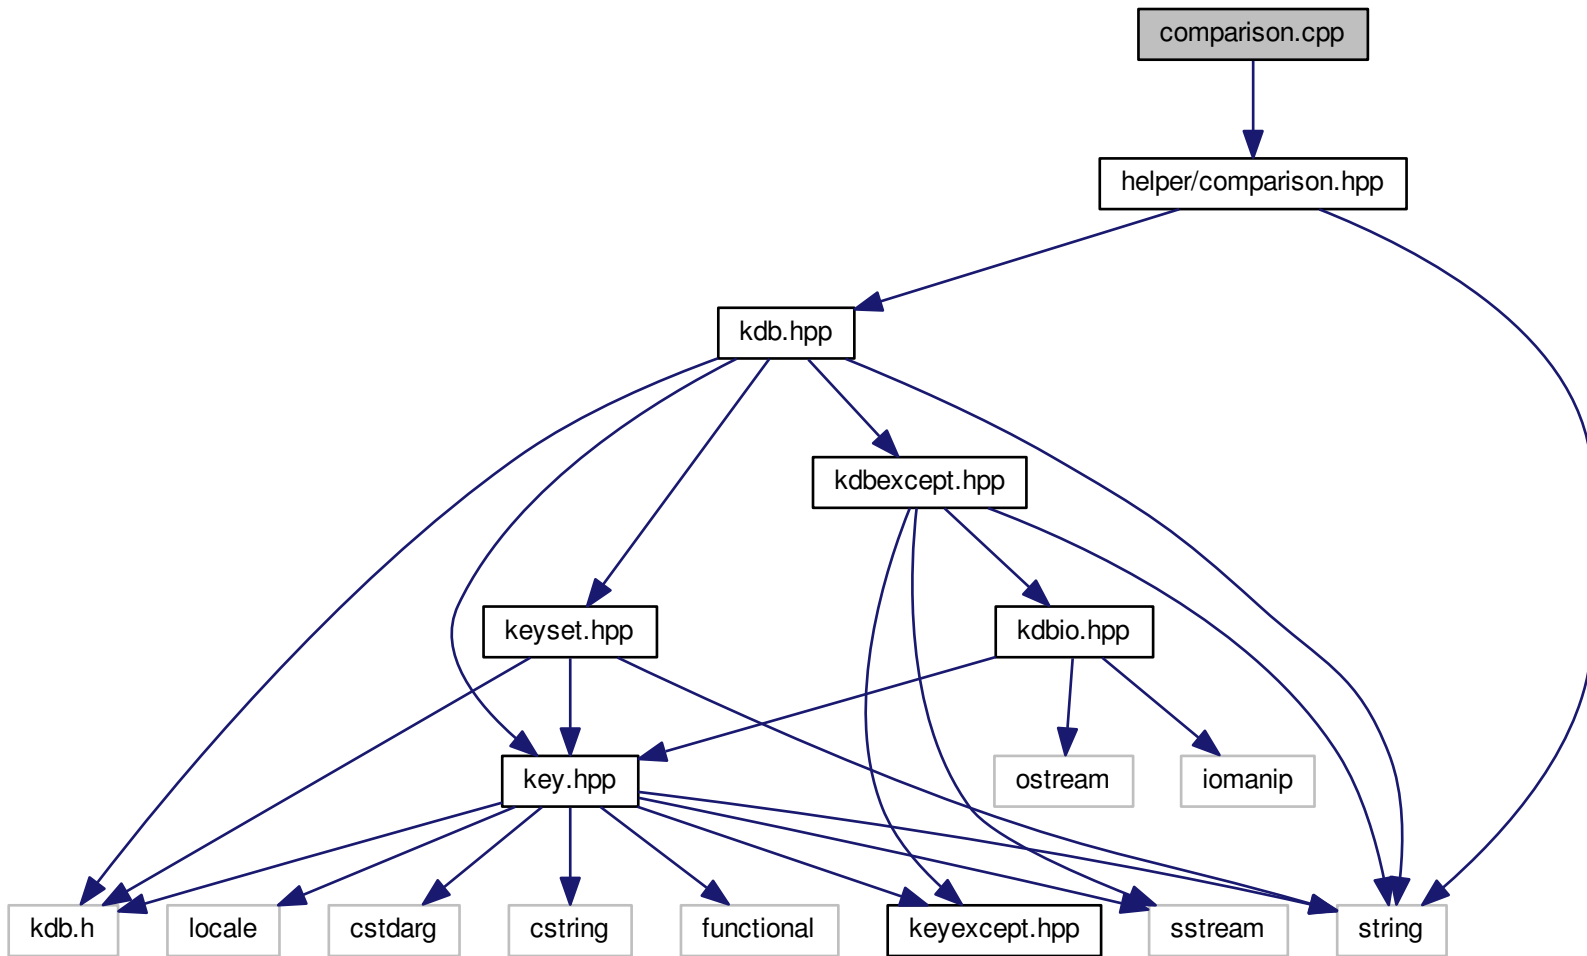 comparison.cpp
helper/comparison.hpp
kdb.hpp
kdbexcept.hpp
keyset.hpp
kdbio.hpp
key.hpp
ostream
iomanip
kdb.h
locale
cstdarg
cstring
functional
keyexcept.hpp
sstream
string